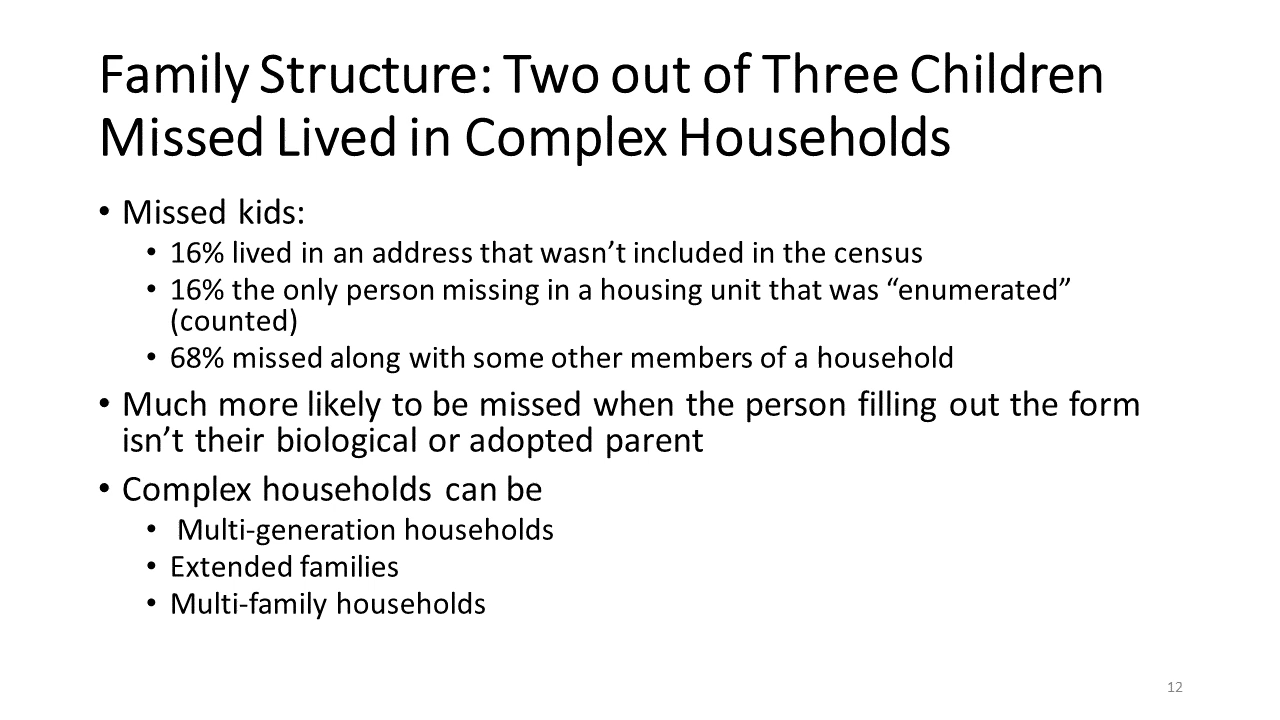 Family Structure: Two out of Three Children
Missed Lived in Complex Households
• Missed kids:
• 16% lived in an address that wasn’t included in the census
• 16% the only person missing in a housing unit that was “enumerated”
(counted)
• 68% missed along with some other members of a household
• Much more likely to be missed when the person filling out the form
isn’t their biological or adopted parent
• Complex households can be
• Multi-generation households
• Extended families
• Multi-family households
12